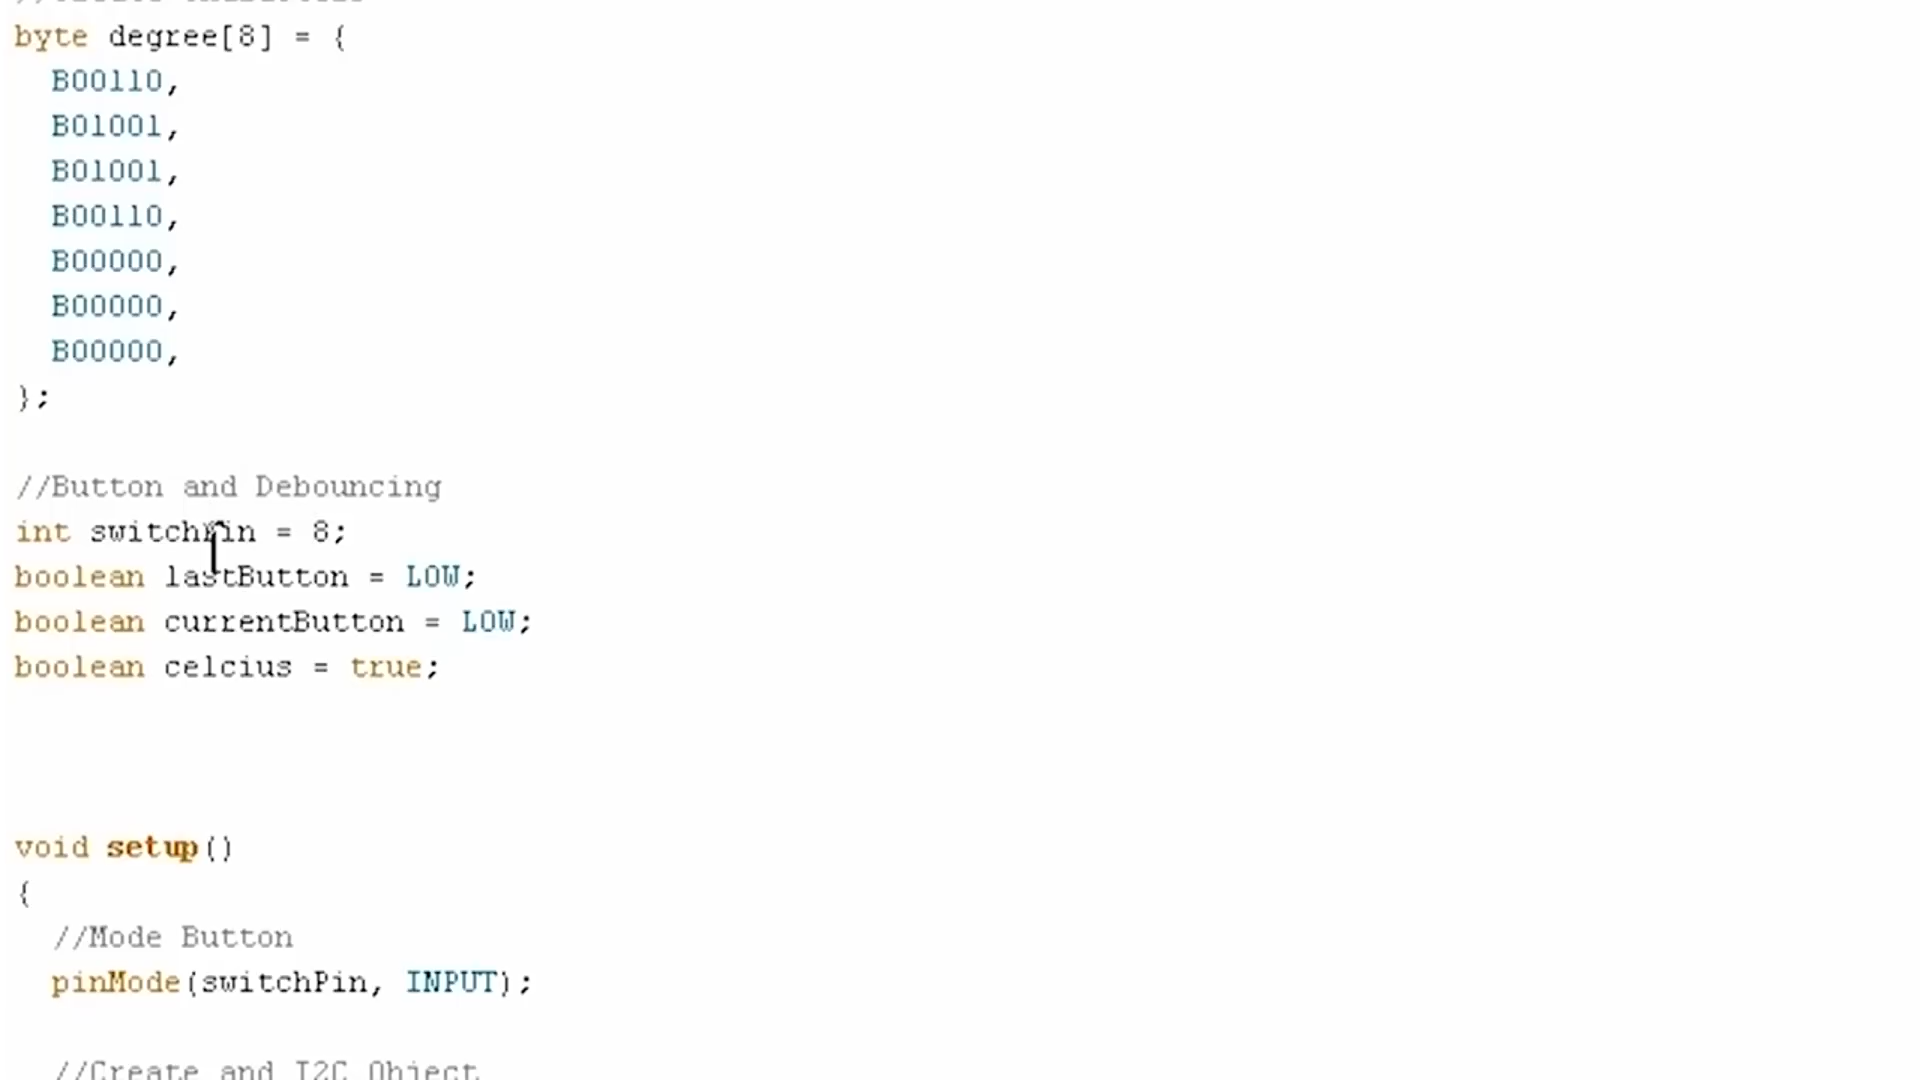 byte degree[8] = {
B00110,
B01001,
B01001,
B00110,
B00000,
B00000,
B00000,
};
//Button and Debouncing
int switchPin = 8;
boolean lastButton = LOW;
boolean currentButton = LOW;
boolean celcius = true;
void setup()
{
//Mode Button
pinMode(switchPin, INPUT);
//Create and I2C Object